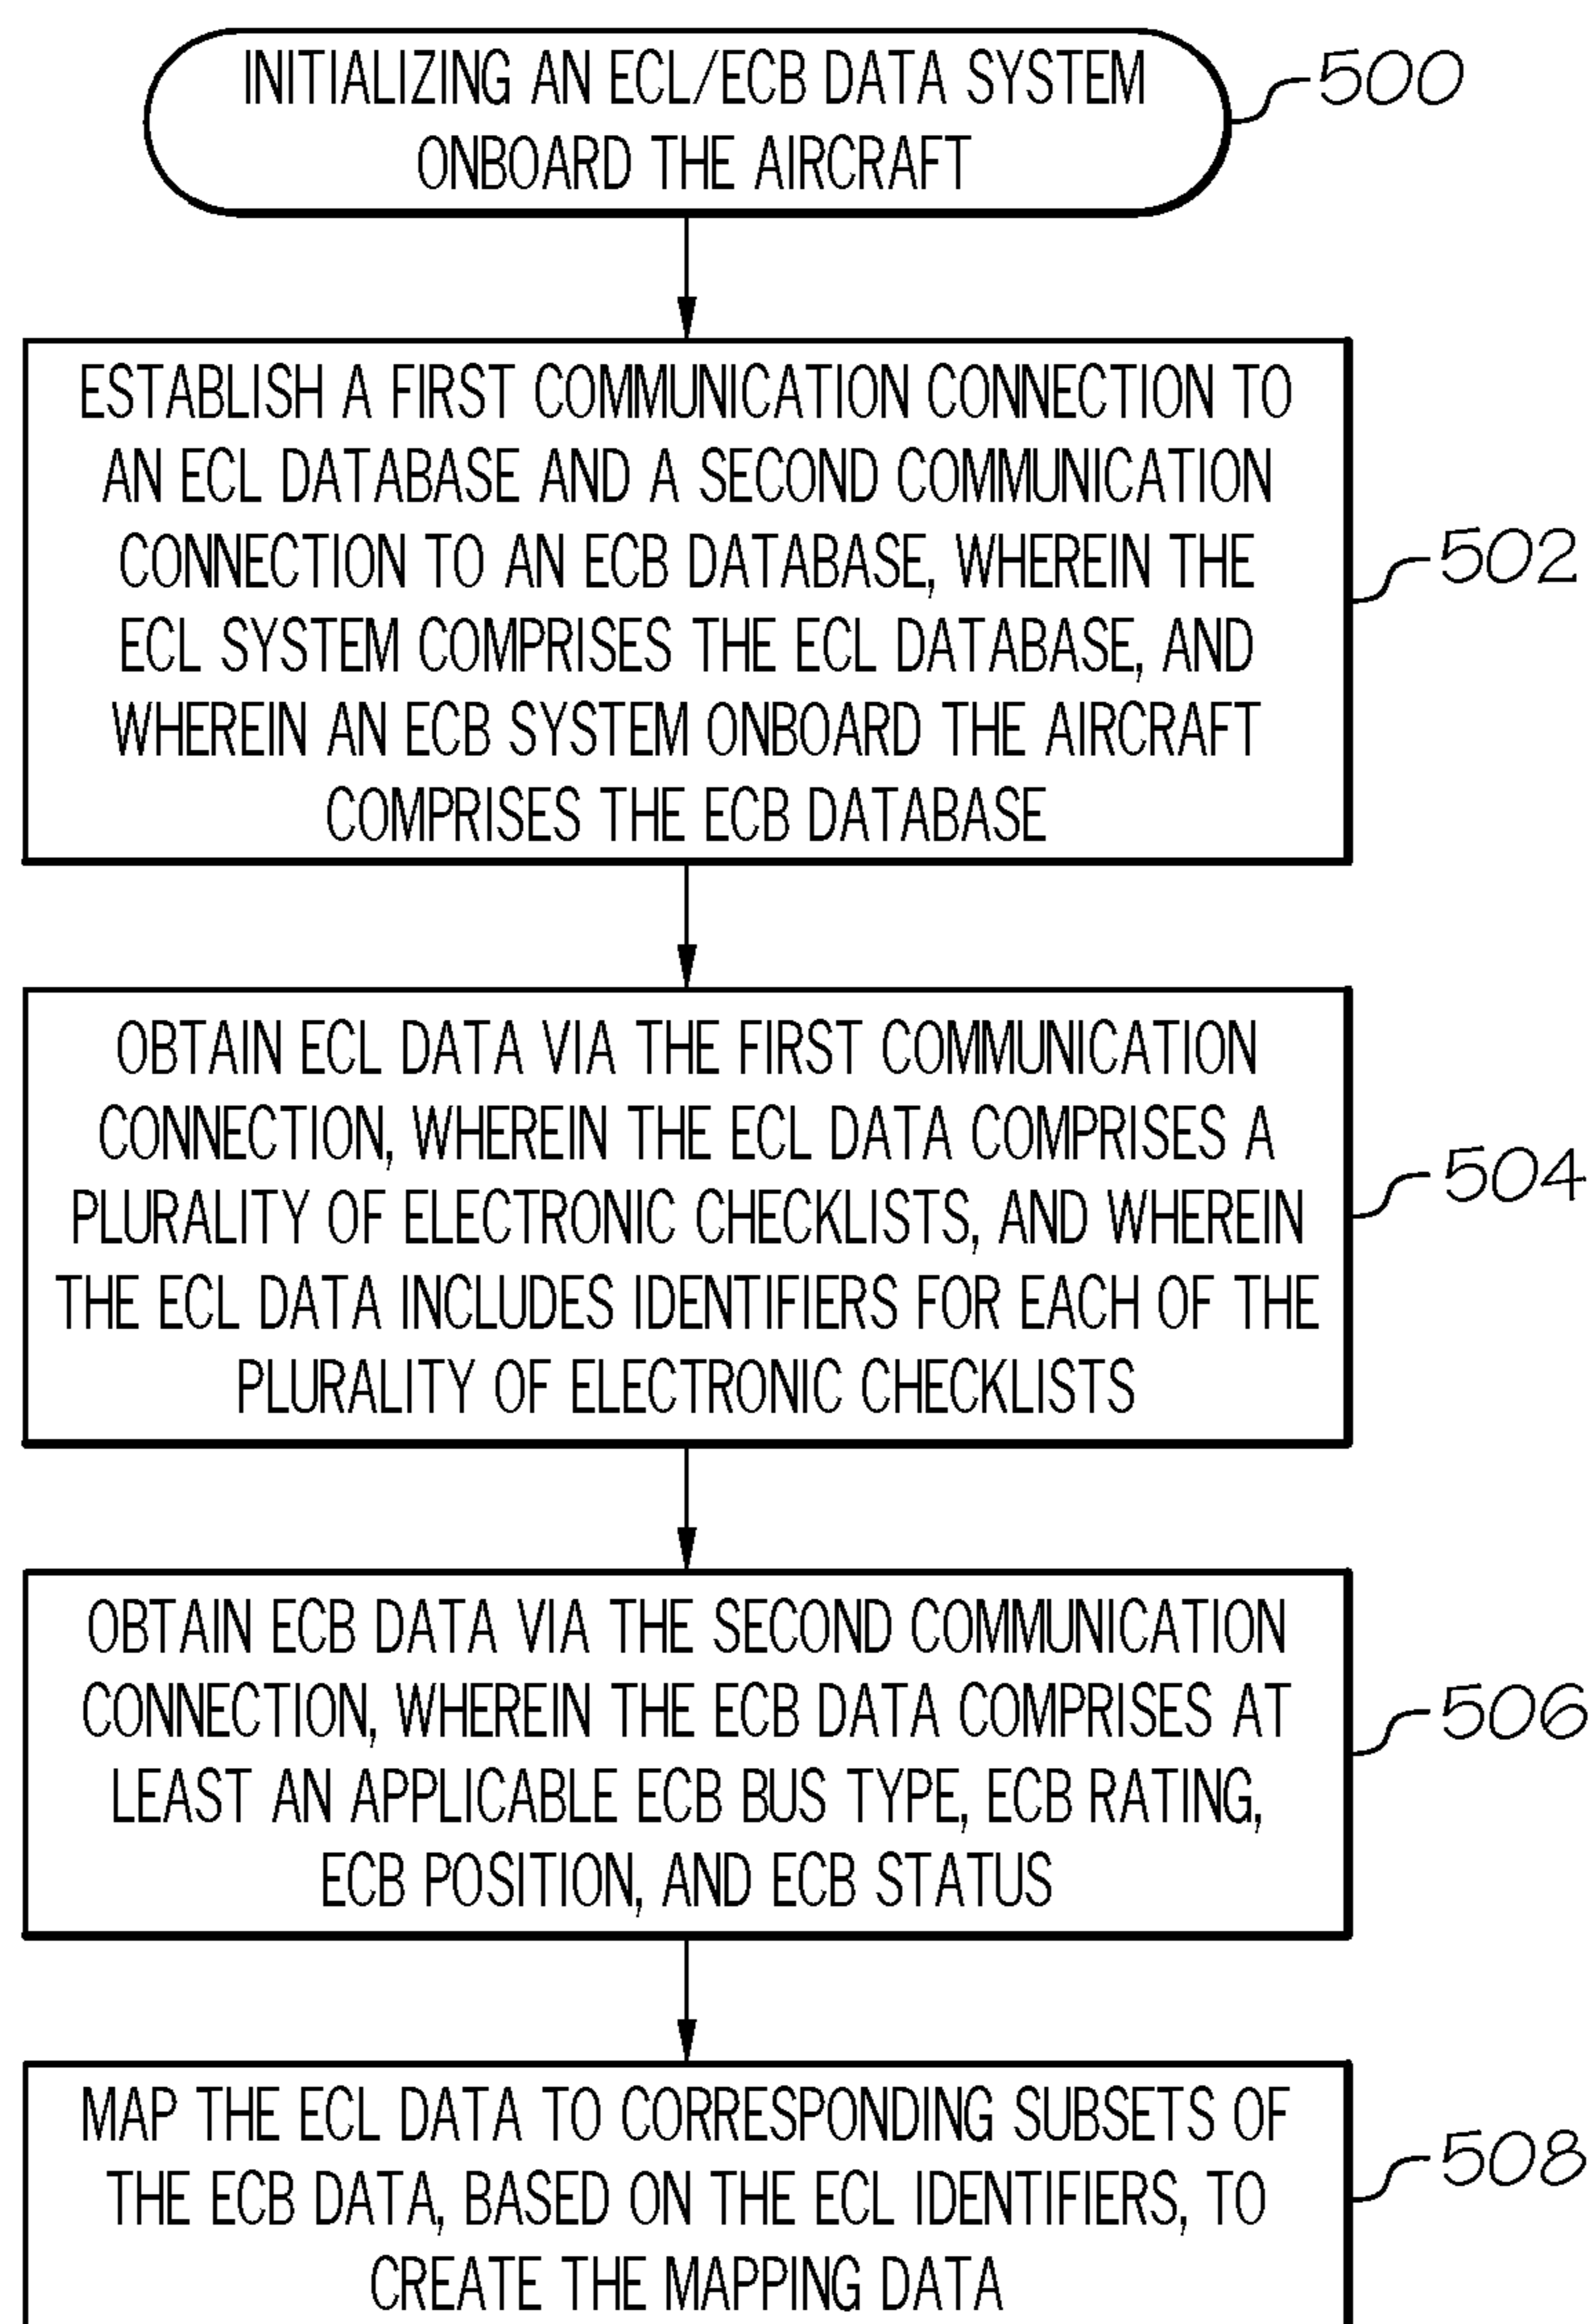 INITIALIZING AN ECL/ECB DATA SYSTEM
ONBOARD THE AIRCRAFT
500
ESTABLISH A FIRST COMMUNICATION CONNECTION TO
AN ECL DATABASE AND A SECOND COMMUNICATION
CONNECTION TO AN ECB DATABASE, WHEREIN THE
ECL SYSTEM COMPRISES THE ECL DATABASE, AND
WHEREIN AN ECB SYSTEM ONBOARD THE AIRCRAFT
COMPRISES THE ECB DATABASE
502
OBTAIN ECL DATA VIA THE FIRST COMMUNICATION
CONNECTION, WHEREIN THE ECL DATA COMPRISES A
PLURALITY OF ELECTRONIC CHECKLISTS, AND WHEREIN
THE ECL DATA INCLUDES IDENTIFIERS FOR EACH OF THE
PLURALITY OF ELECTRONIC CHECKLISTS
504
OBTAIN ECB DATA VIA THE SECOND COMMUNICATION
CONNECTION, WHEREIN THE ECB DATA COMPRISES AT
LEAST AN APPLICABLE ECB BUS TYPE, ECB RATING,
ECB POSITION, AND ECB STATUS
506
MAP THE ECL DATA TO CORRESPONDING SUBSETS OF
THE ECB DATA, BASED ON THE ECL IDENTIFIERS, TO
CREATE THE MAPPING DATA
508